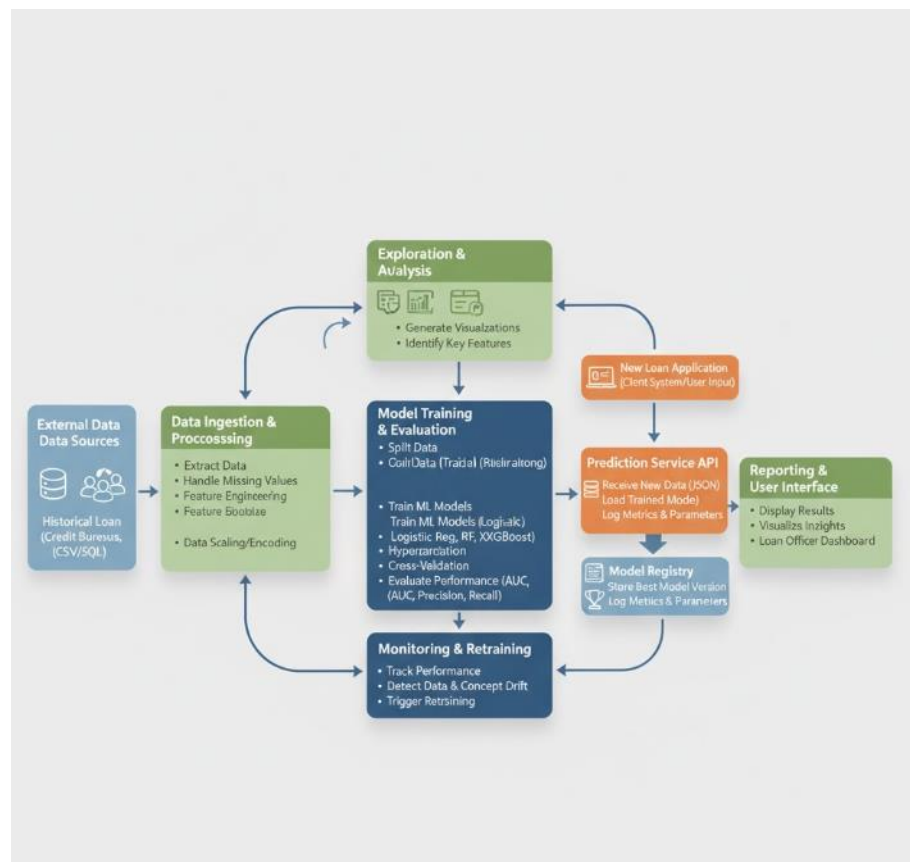 Exploration &
Analysis
• Generate Visualzations
• Identify Key Features
New Loan Application
(Client System/User Input)
External Data
Data Sources
Historical Loan
(Credit Bureaus,
(CSV/SQL)
Data Ingestion &
Proccosssing
• Extract Data
• Handle Missing Values
• Feature Engineering
• Feature
• Data Scaling/Encoding
Model Training
& Evaluation
• Split Data
• Train ML Models
Train ML Models
• Logistic Reg, RF, XXGBoost)
•
• Cross-Validation
• Evaluate Performance (AUC,
(AUC, Precision, Recall)
Prediction Service API
Receive New Data (JSON)
Load Trained Mode)
Log Metrics & Parameters
Reporting &
User Interface
• Display Results
• Visualizs Inzights
• Loan Officer Dashboard
Model Registry
Store Best Model Version
Log Metrics & Parameters
Monitoring & Retraining
• Track Performance
• Detect Data & Concept Drift
• Trigger Retrsining